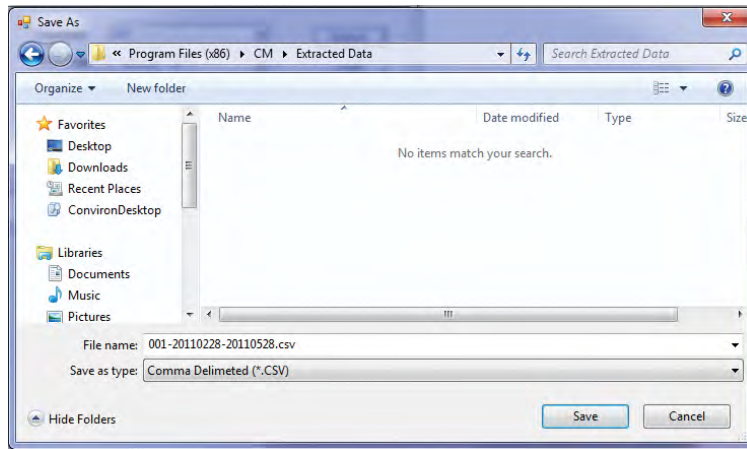 Save As
« Program Files (x86) ▸ CM ▸ Extracted Data
Search Extracted Data
Organize
New folder
Name
Date modified
Type
Size
Favorites
Desktop
Downloads
Recent Places
ConvironDesktop
No items match your search.
Libraries
Documents
Music
Pictures
File name: 001-20110228-20110528.csv
Save as type: Comma Delimeted (*.CSV)
Hide Folders
Save
Cancel